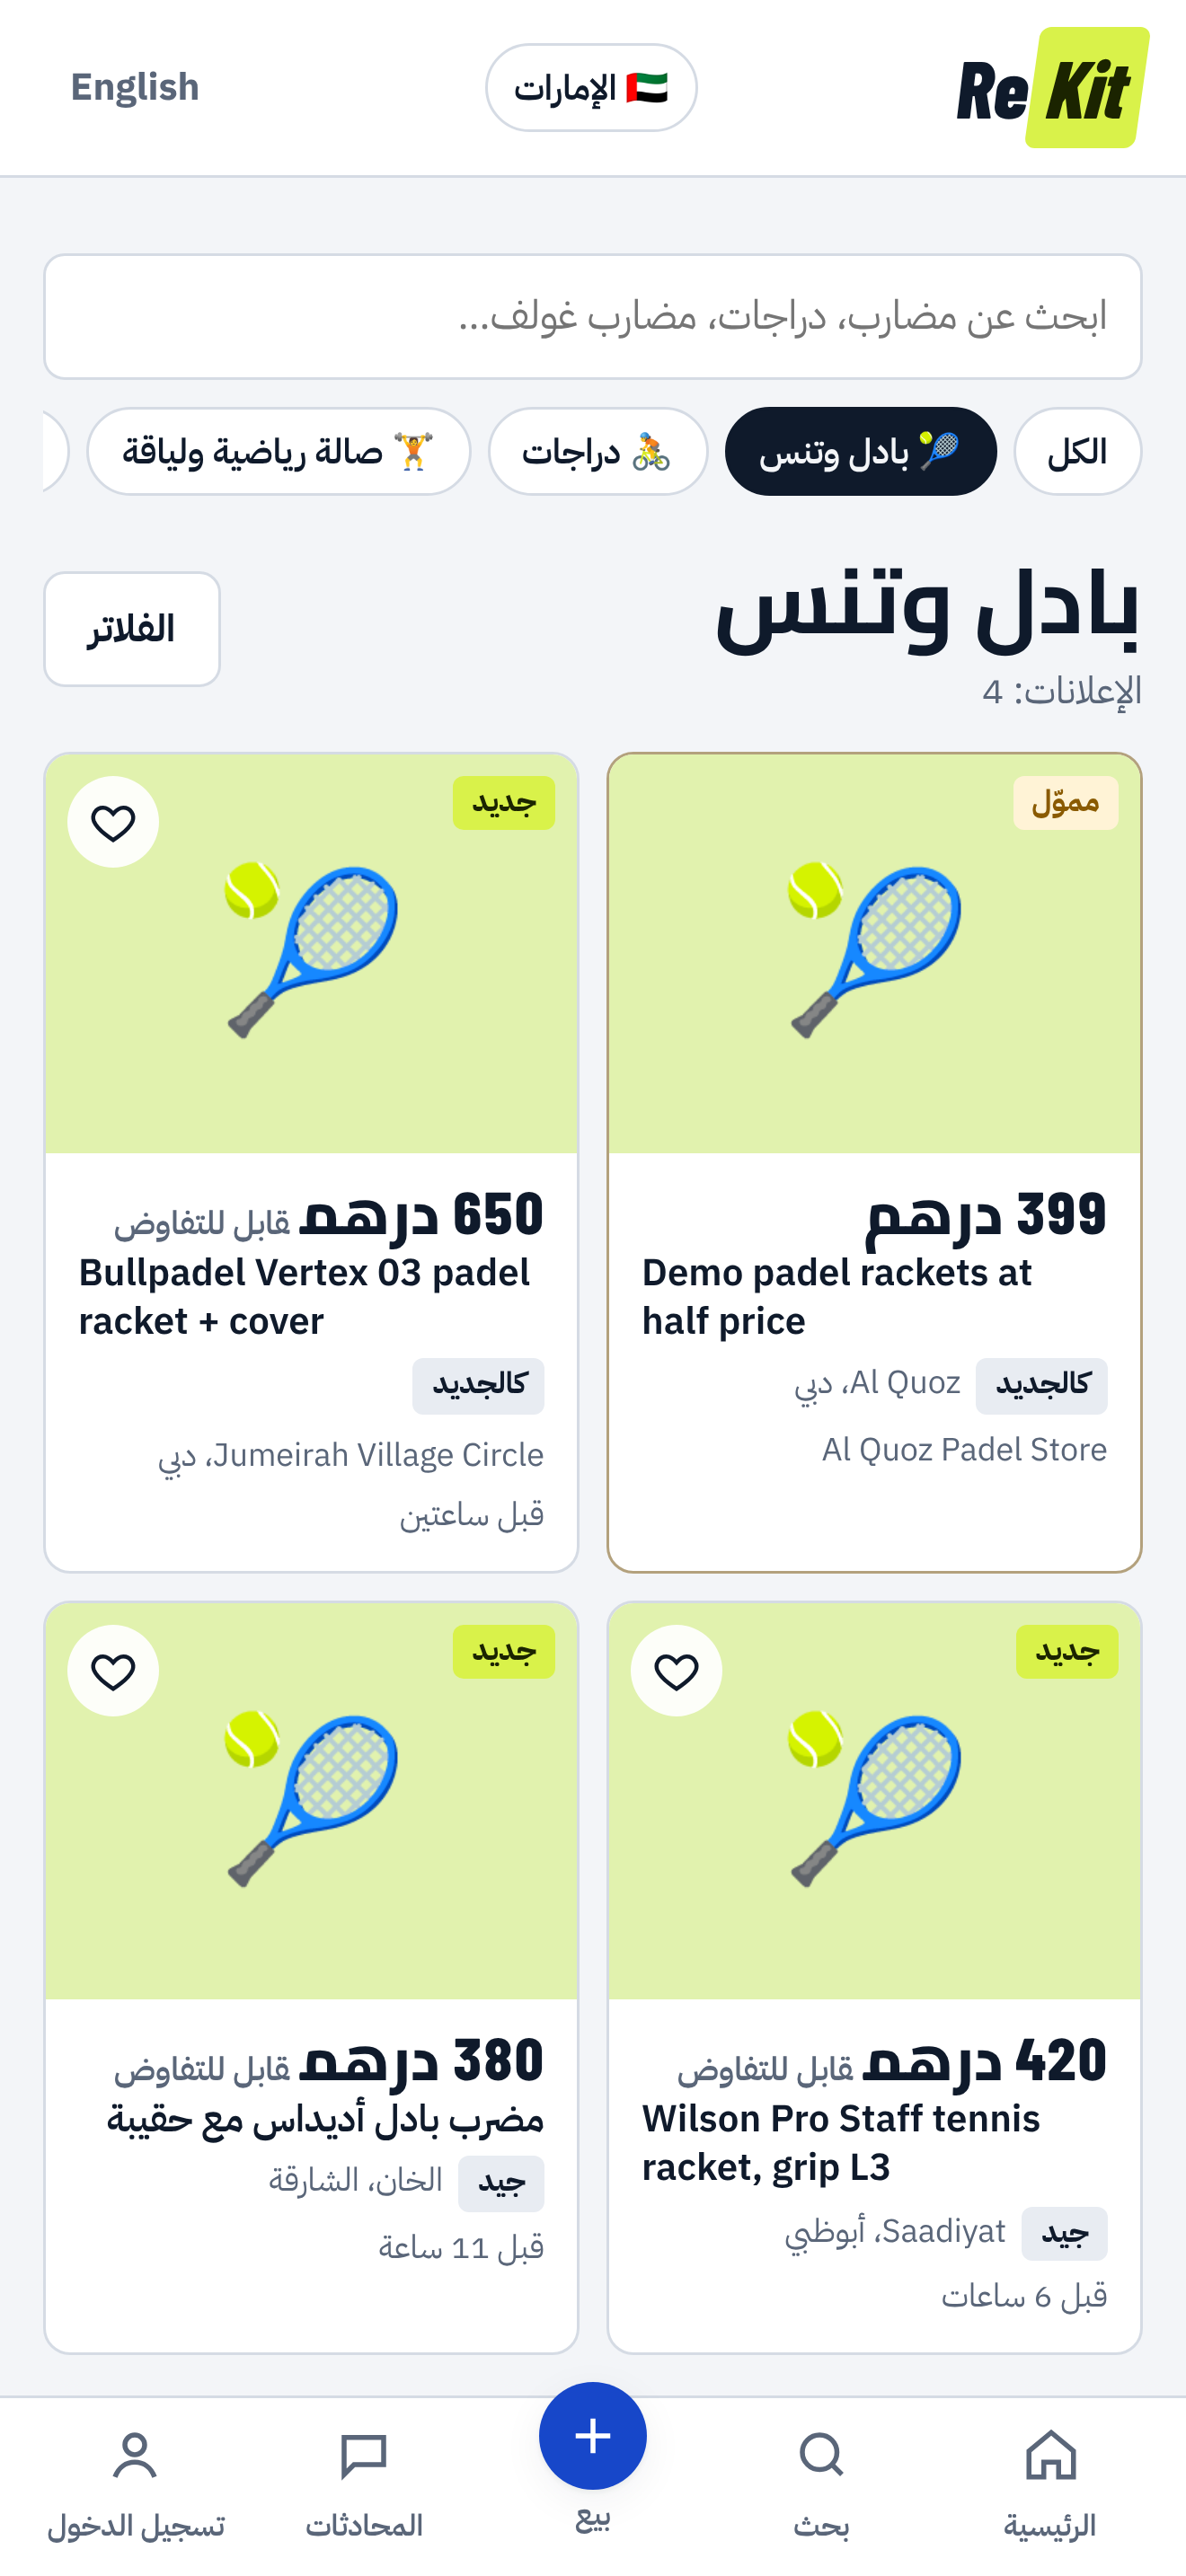 ReKit
الإمارات
English
ابحث عن مضارب، دراجات، مضارب غولف...
الكل
بادل وتنس
دراجات
صالة رياضية ولياقة
بادل وتنس
الإعلانات: 4
الفلاتر
مموّل
399 درهم
Demo padel rackets at
half price
كالجديد
Al Quoz، دبي
Al Quoz Padel Store
جديد
650 درهم قابل للتفاوض
Bullpadel Vertex 03 padel
racket + cover
كالجديد
Jumeirah Village Circle، دبي
قبل ساعتين
جديد
420 درهم قابل للتفاوض
Wilson Pro Staff tennis
racket, grip L3
جيد
Saadiyat، أبوظبي
قبل 6 ساعات
جديد
380 درهم قابل للتفاوض
مضرب بادل أديداس مع حقيبة
جيد
الخان، الشارقة
قبل 11 ساعة
الرئيسية
بحث
بيع
المحادثات
تسجيل الدخول